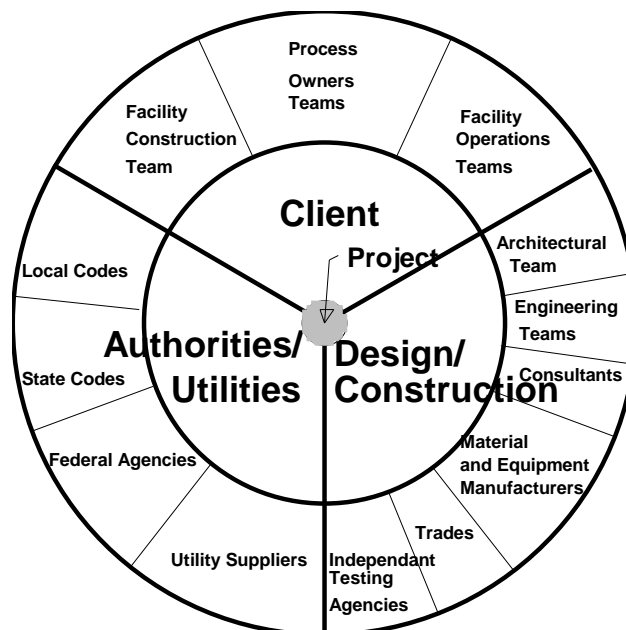 Process
Owners
Teams
Facility
Construction
Team
Facility
Operations
Teams
Client
Project
Local Codes
Architectural
Team
Engineering
Teams
Authorities/
Utilities
Design/
Construction
State Codes
Consultants
Federal Agencies
Material
and Equipment
Manufacturers
Utility Suppliers
Independant
Testing
Agencies
Trades